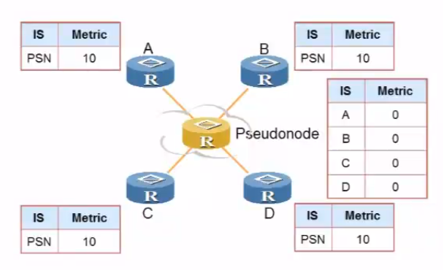 IS Metric
PSN 10
A
B
IS Metric
PSN 10
R
R
R
Pseudonode
IS Metric
A 0
B 0
C 0
D 0
R
R
C
D
IS Metric
PSN 10
IS Metric
PSN 10